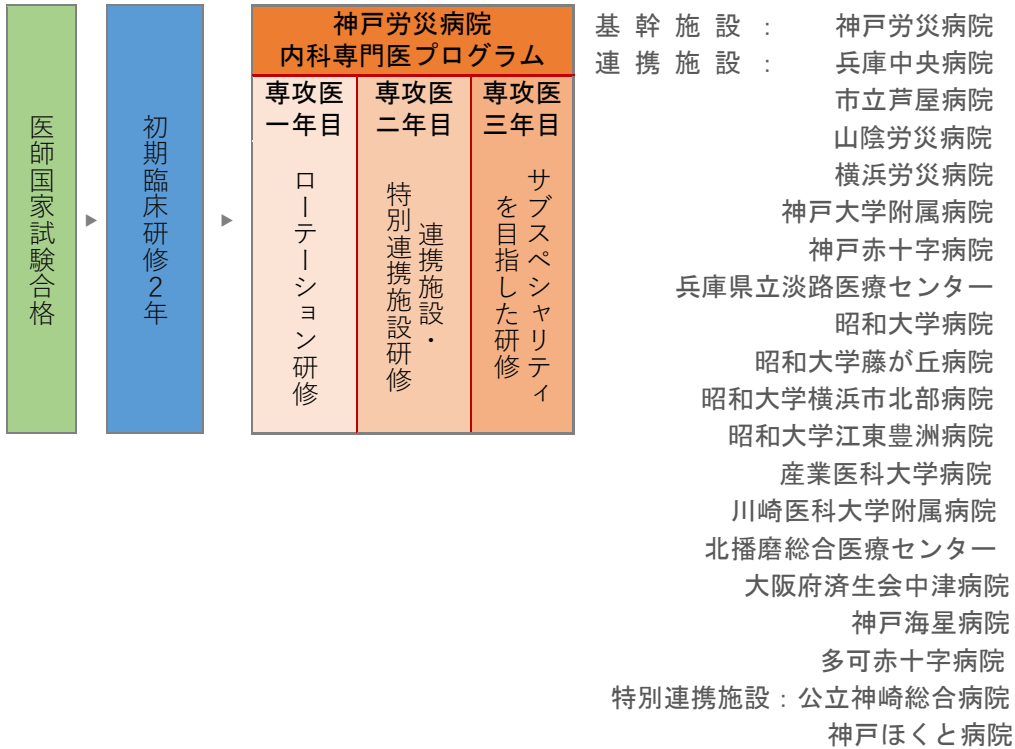 医師国家試験合格
初期臨床研修2年
神戸労災病院
内科専門医プログラム
専攻医
一年目
ローテーション研修
専攻医
二年目
連携施設・
特別連携施設研修
専攻医
三年目
サブスペシャリティ
を目指した研修
基幹施設： 神戸労災病院
連携施設： 兵庫中央病院
市立芦屋病院
山陰労災病院
横浜労災病院
神戸大学附属病院
神戸赤十字病院
兵庫県立淡路医療センター
昭和大学病院
昭和大学藤が丘病院
昭和大学横浜市北部病院
昭和大学江東豊洲病院
産業医科大学病院
川崎医科大学附属病院
北播磨総合医療センター
大阪府済生会中津病院
神戸海星病院
多可赤十字病院
特別連携施設：公立神崎総合病院
神戸ほくと病院